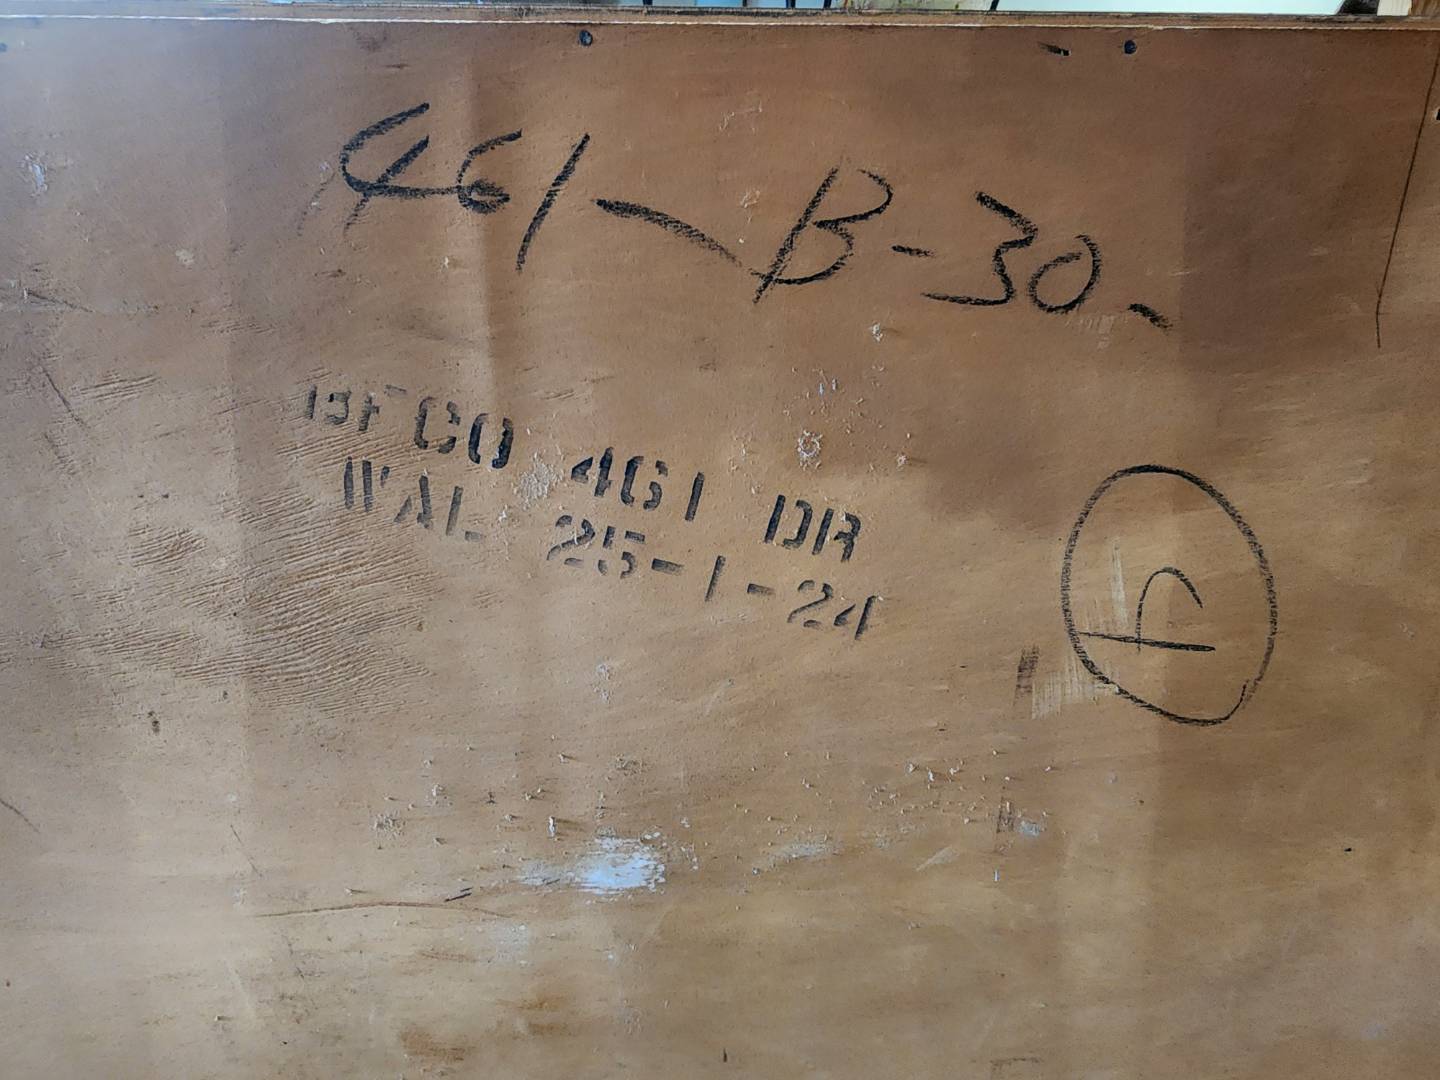 461-B-30-
BFCO 461 DR
WAL 25-1-24